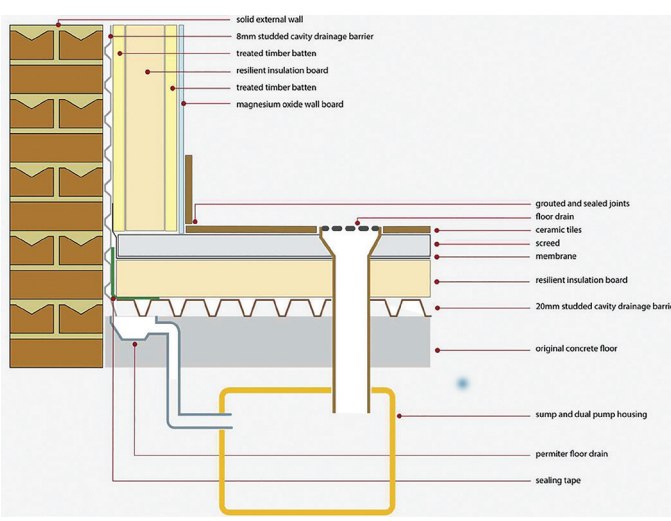 solid external wall
8mm studded cavity drainage barrier
treated timber batten
resilient insulation board
treated timber batten
magnesium oxide wall board
grouted and sealed joints
floor drain
ceramic tiles
screed
membrane
resilient insulation board
20mm studded cavity drainage barri
original concrete floor
sump and dual pump housing
permiter floor drain
sealing tape